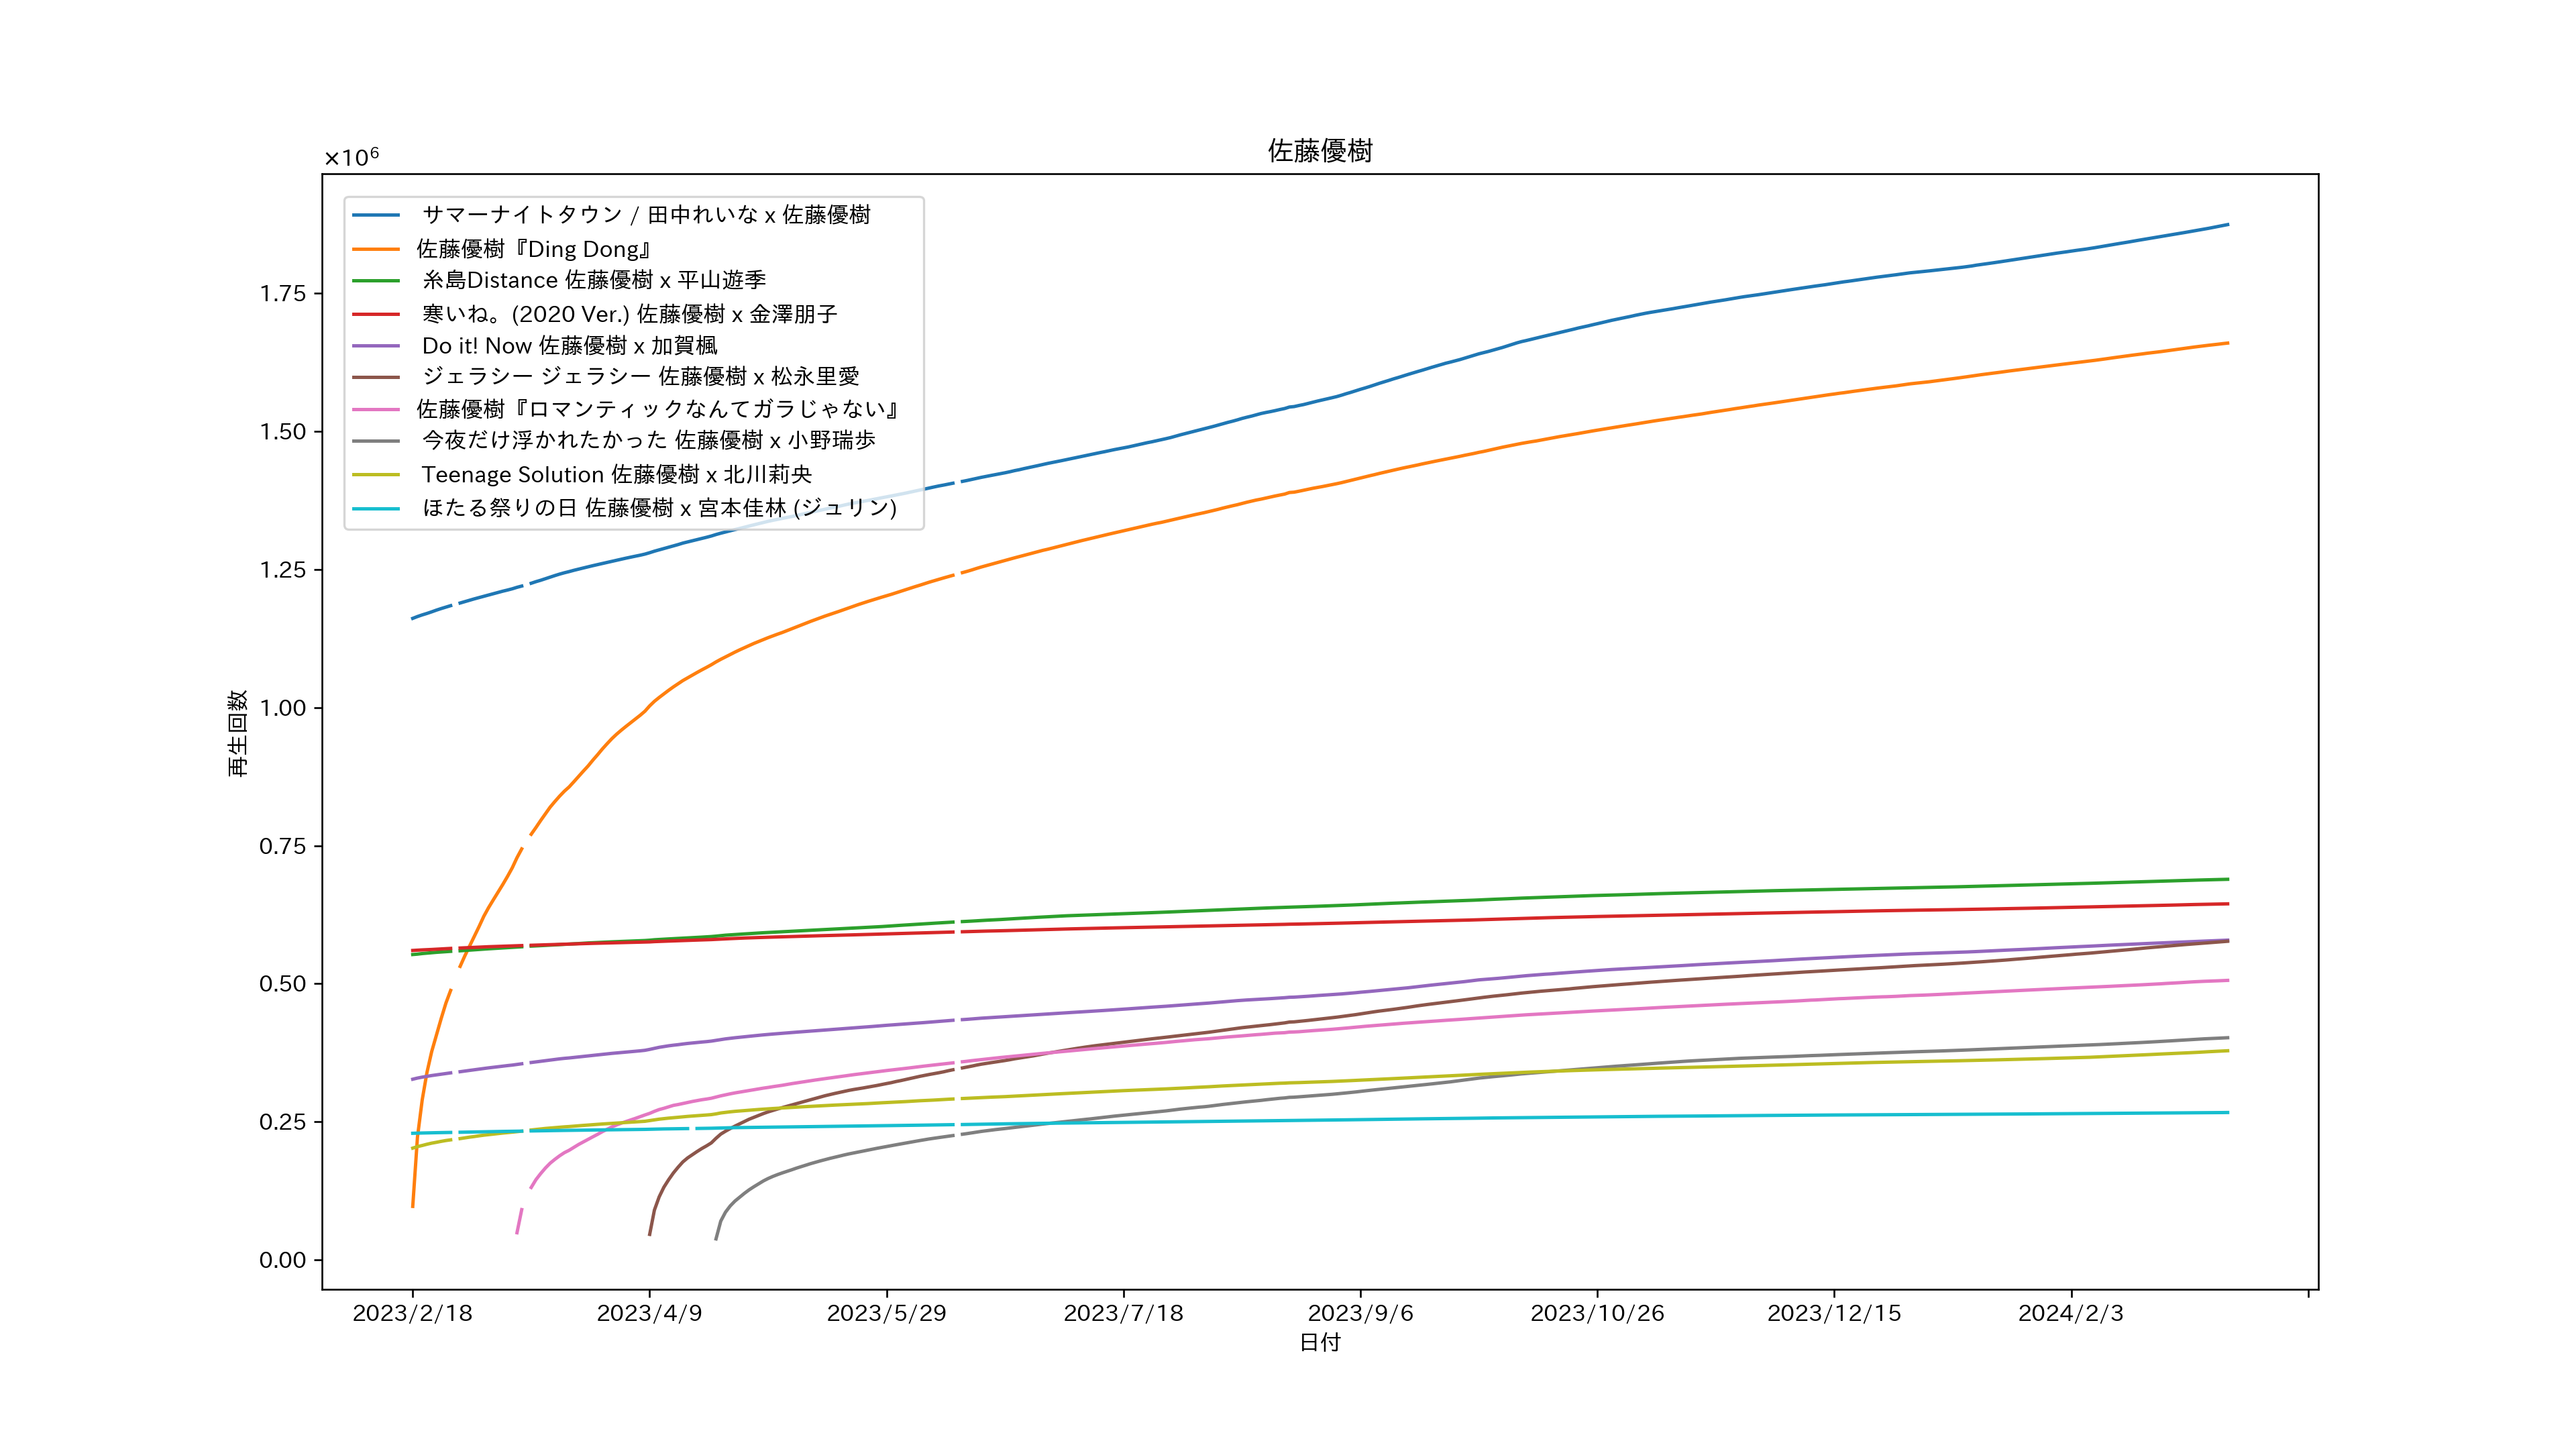 佐藤優樹
×10⁶
サマーナイトタウン / 田中れいな x 佐藤優樹
佐藤優樹『Ding Dong』
糸島Distance 佐藤優樹 x 平山遊季
寒いね。(2020 Ver.) 佐藤優樹 x 金澤朋子
Do it! Now 佐藤優樹 x 加賀楓
ジェラシー ジェラシー 佐藤優樹 x 松永里愛
佐藤優樹『ロマンティックなんてガラじゃない』
今夜だけ浮かれたかった 佐藤優樹 x 小野瑞歩
Teenage Solution 佐藤優樹 x 北川莉央
ほたる祭りの日 佐藤優樹 x 宮本佳林 (ジュリン)
1.75
1.50
1.25
1.00
0.75
0.50
0.25
0.00
再生回数
2023/2/18 2023/4/9 2023/5/29 2023/7/18 2023/9/6 2023/10/26 2023/12/15 2024/2/3
日付